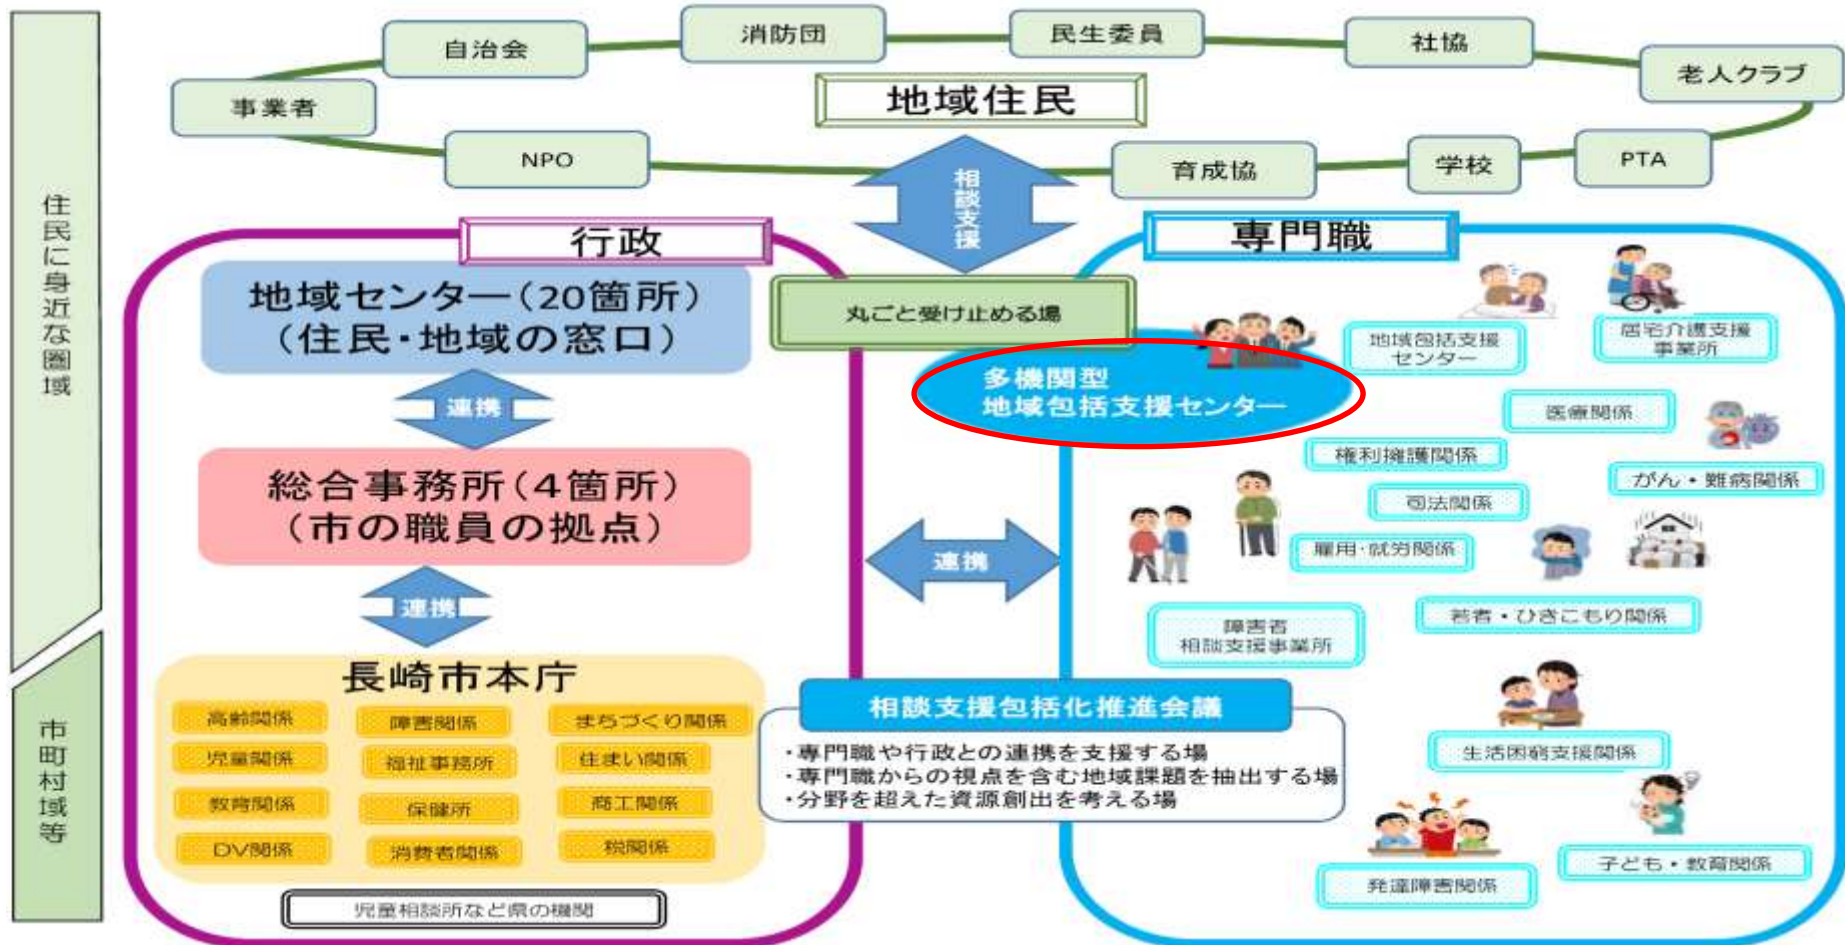 自治会
消防団
民生委員
社協
老人クラブ
事業者
地域住民
NPO
育成協
学校
PTA
相談支援
住民に身近な圏域
市町村域等
行政
地域センター(20箇所)
(住民・地域の窓口)
連携
総合事務所(4箇所)
(市の職員の拠点)
連携
長崎市本庁
高齢関係
障害関係
まちづくり関係
児童関係
福祉事務所
住まい関係
教育関係
保健所
商工関係
DV関係
消費者関係
税関係
児童相談所など県の機関
丸ごと受け止める場
多機関型
地域包括支援センター
連携
相談支援包括化推進会議
・専門職や行政との連携を支援する場
・専門職からの視点を含む地域課題を抽出する場
・分野を超えた資源創出を考える場
専門職
地域包括支援
センター
居宅介護支援
事業所
医療関係
権利擁護関係
がん・難病関係
司法関係
雇用・就労関係
若者・ひきこもり関係
障害者
相談支援事業所
生活困窮支援関係
子ども・教育関係
発達障害関係